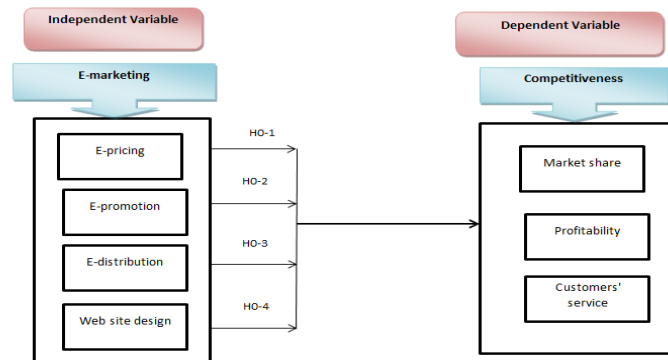 Independent Variable
Dependent Variable
E-marketing
Competitiveness
HO-1
E-pricing
Market share
HO-2
E-promotion
Profitability
HO-3
E-distribution
Customers'
service
HO-4
Web site design